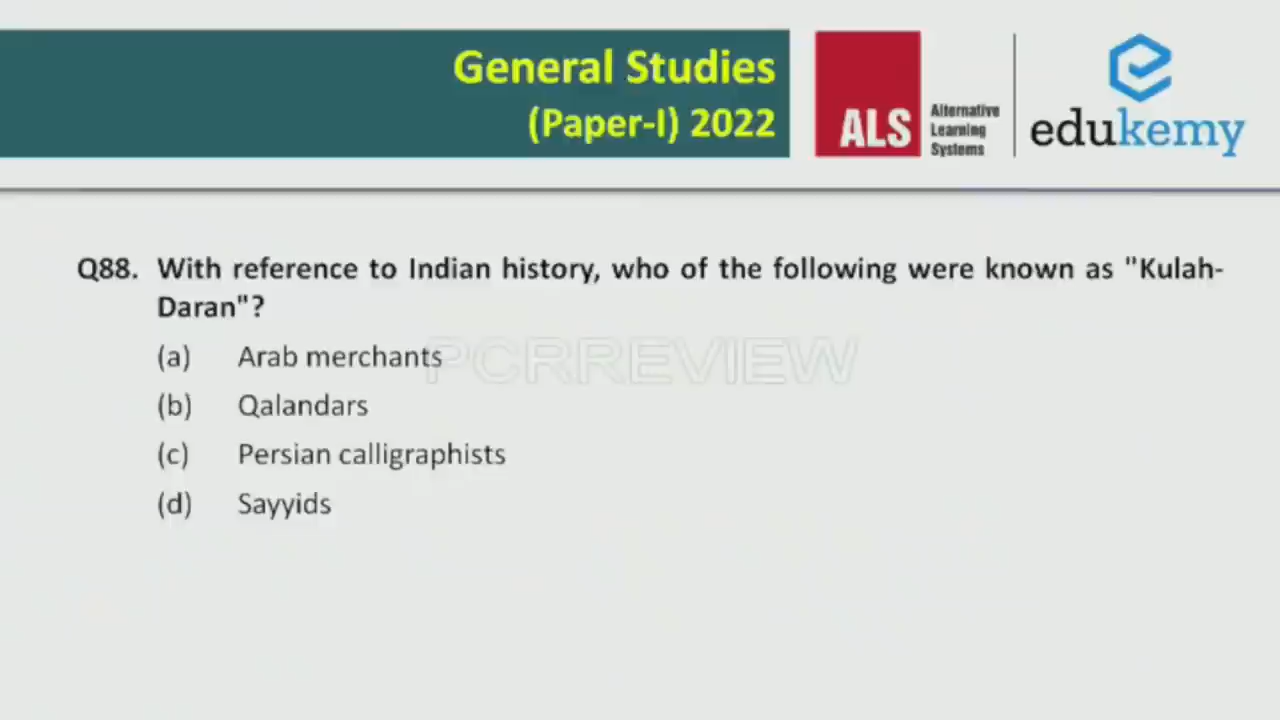 General Studies
(Paper-I) 2022
ALS
Alternative
Learning
Systems
edukemy
Q88. With reference to Indian history, who of the following were known as "Kulah-
Daran"?
(a) Arab merchants
PCRREVIEW
(b) Qalandars
(c) Persian calligraphists
(d) Sayyids